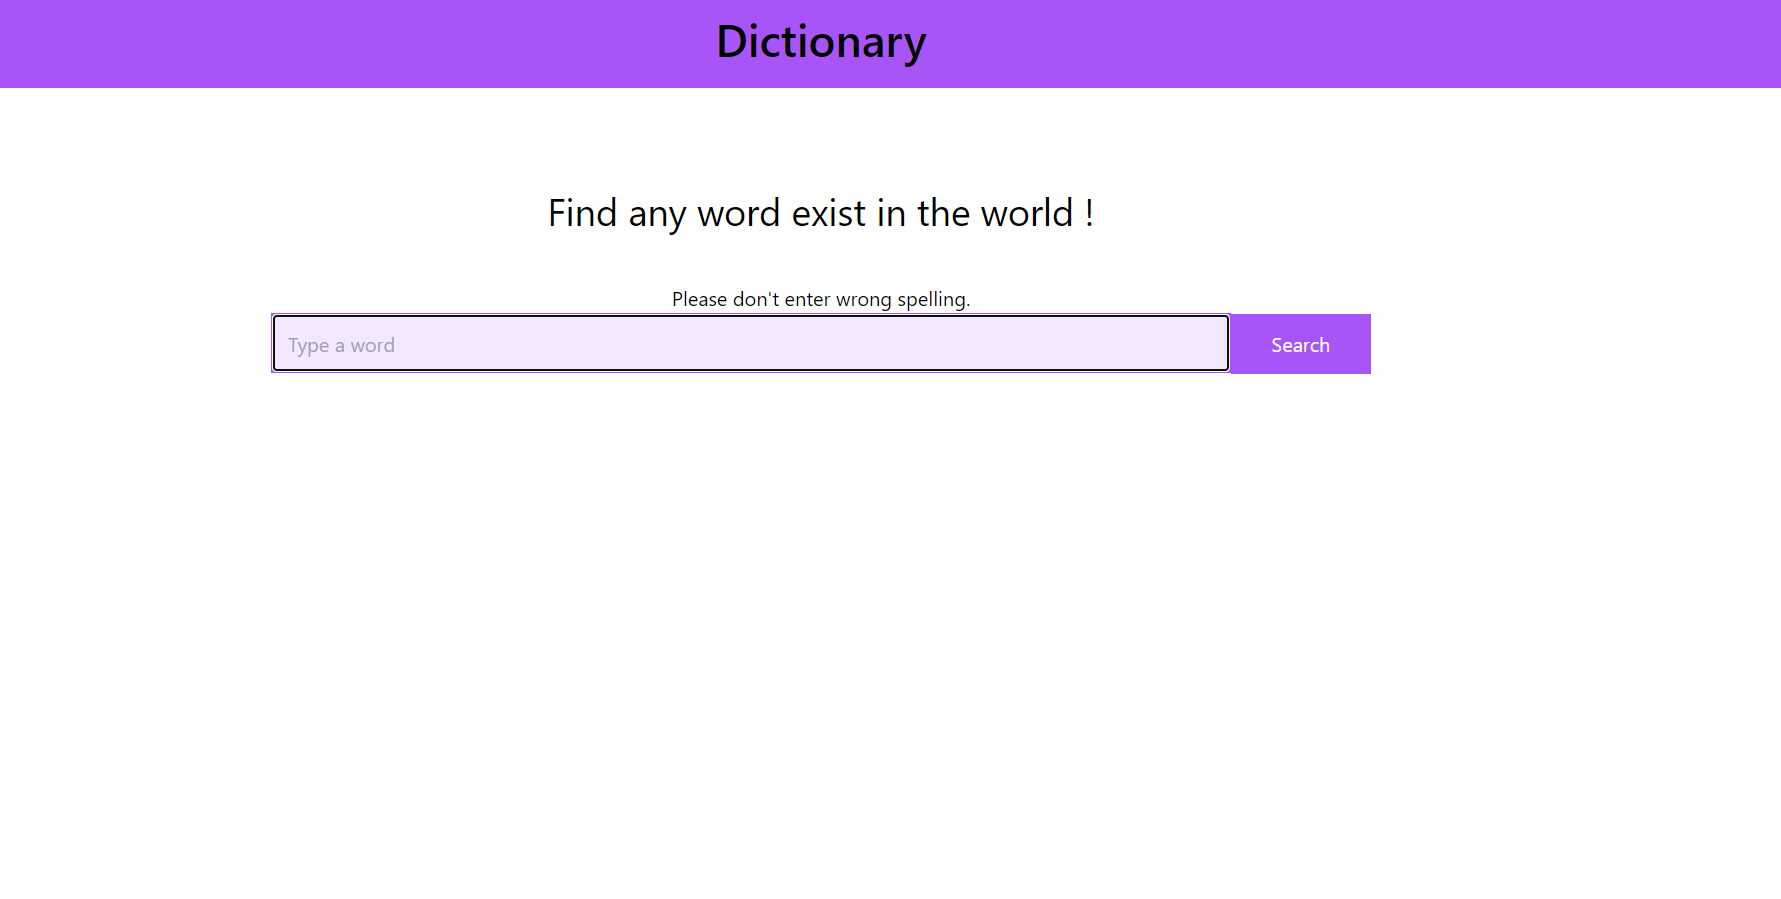 Dictionary
Find any word exist in the world !
Please don't enter wrong spelling.
Type a word
Search